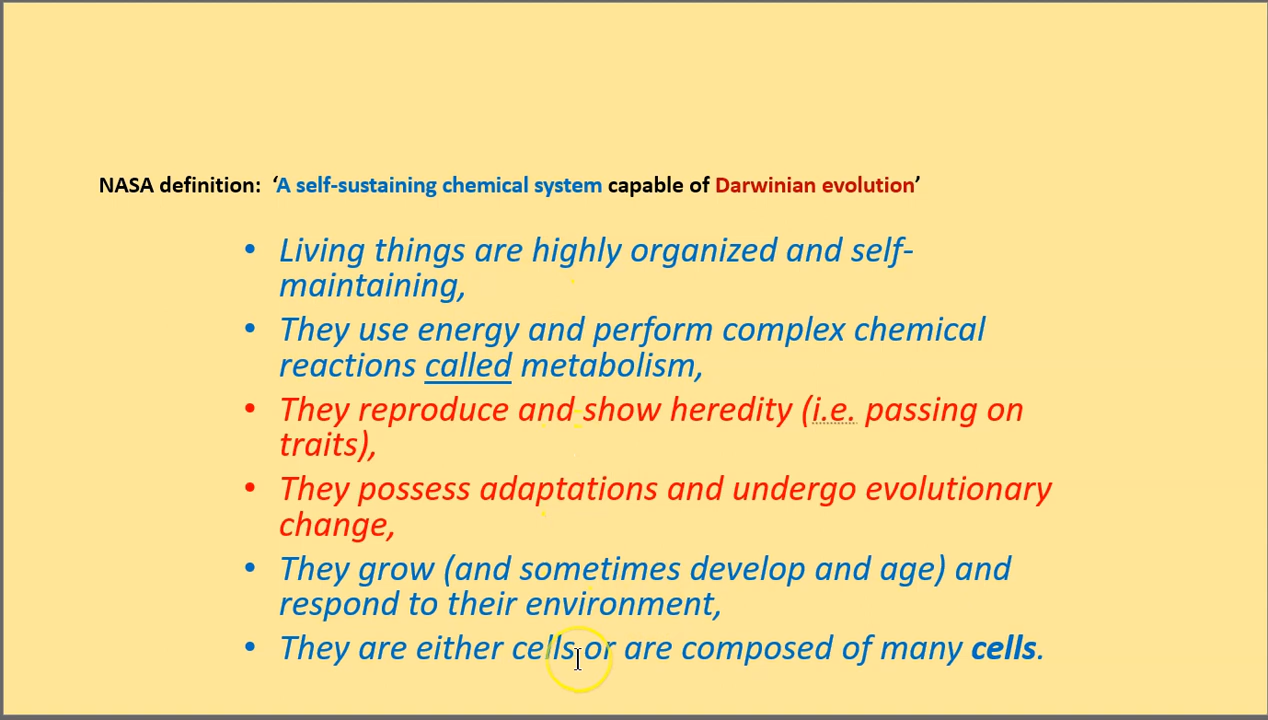 NASA definition: ‘A self-sustaining chemical system capable of Darwinian evolution’
• Living things are highly organized and self-
maintaining,
• They use energy and perform complex chemical
reactions called metabolism,
• They reproduce and show heredity (i.e. passing on
traits),
• They possess adaptations and undergo evolutionary
change,
• They grow (and sometimes develop and age) and
respond to their environment,
• They are either cells or are composed of many cells.